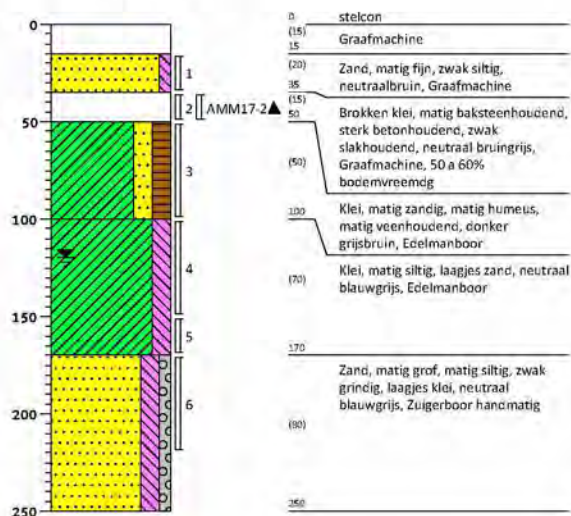 0
50
100
150
200
250
1
2
AMM17-2
3
4
5
6
0
stelcon
(15)
Graafmachine
15
(20)
Zand, matig fijn, zwak siltig,
neutraalbruin, Graafmachine
35
(15)
50
Brokken klei, matig baksteenhoudend,
sterk betonhoudend, zwak
slakhoudend, neutraal bruingrijs,
Graafmachine, 50 a 60%
bodemvreemdg
(50)
100
Klei, matig zandig, matig humeus,
matig veenhoudend, donker
grijsbruin, Edelmanboor
(70)
Klei, matig siltig, laagjes zand, neutraal
blauwgrijs, Edelmanboor
170
Zand, matig grof, matig siltig, zwak
grindig, laagjes klei, neutraal
blauwgrijs, Zuigerboor handmatig
(80)
250